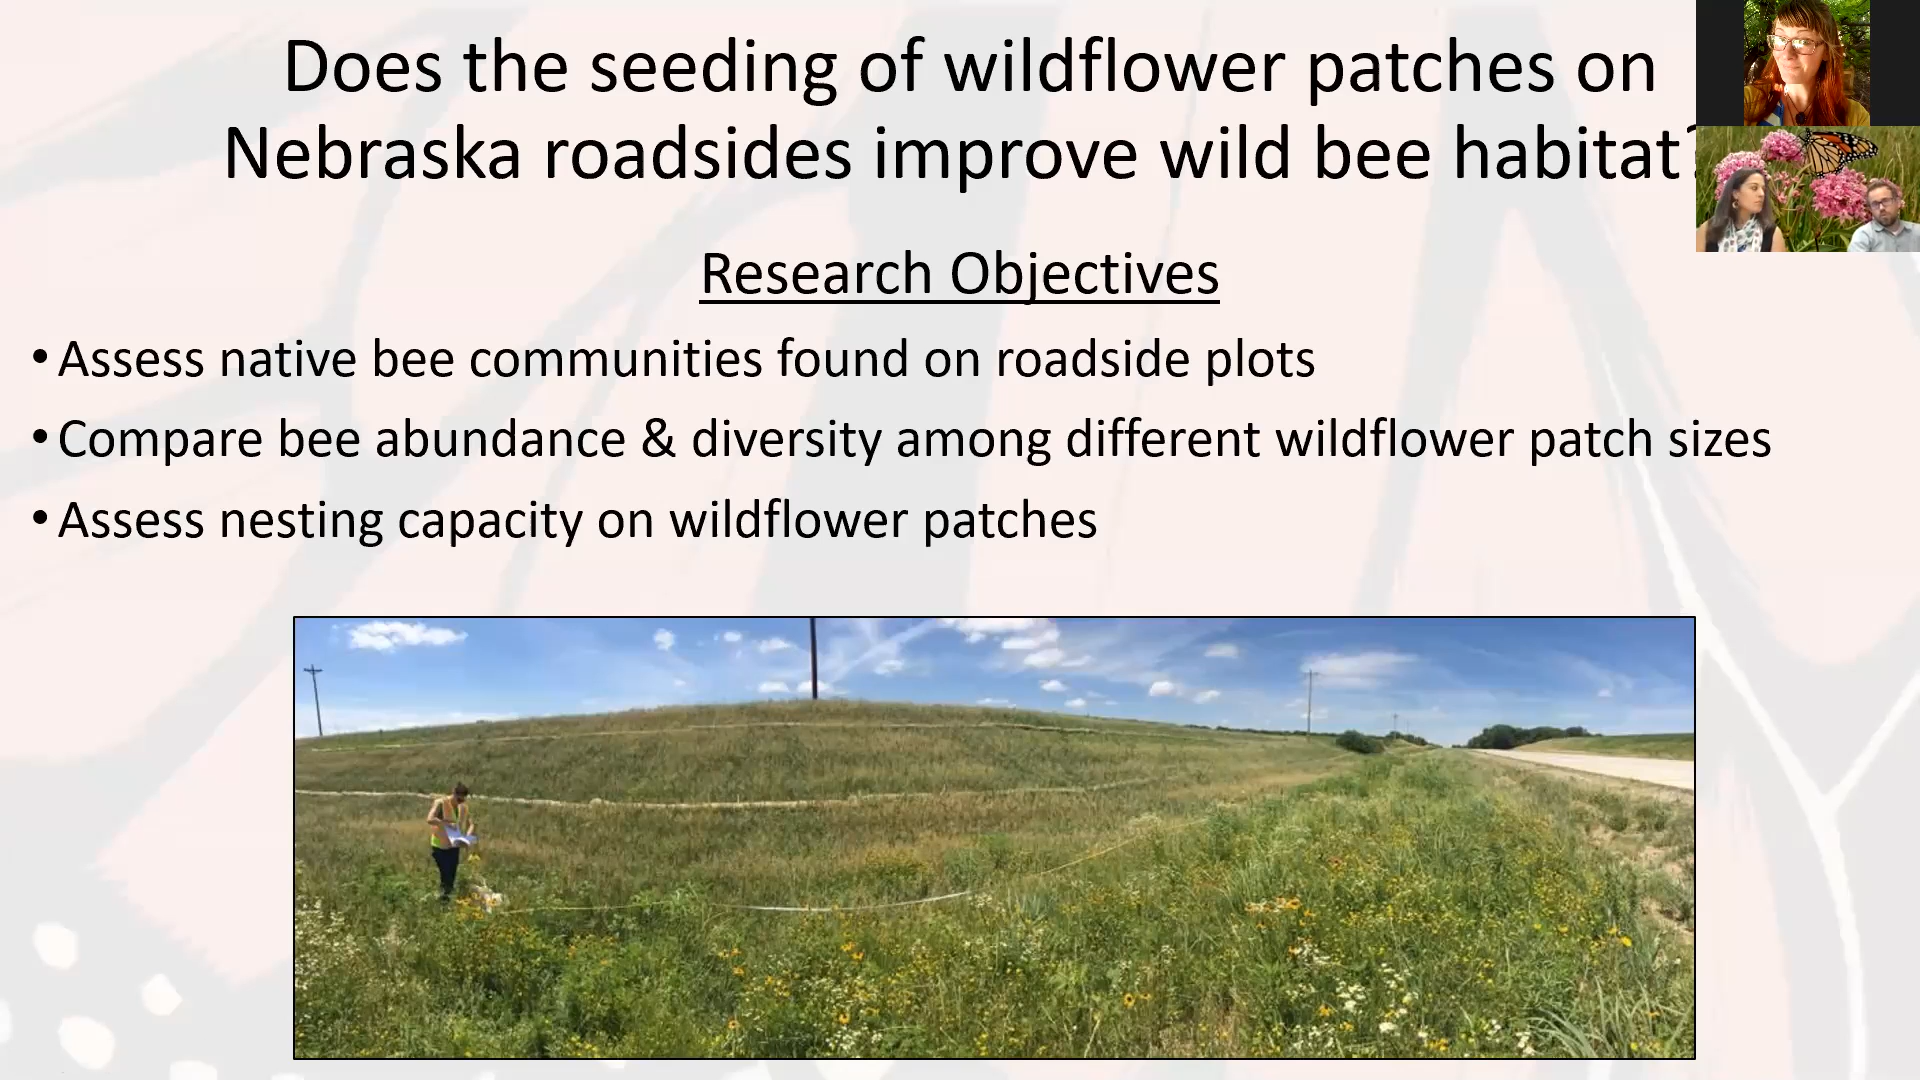 Does the seeding of wildflower patches on
Nebraska roadsides improve wild bee habitat?
Research Objectives
• Assess native bee communities found on roadside plots
• Compare bee abundance & diversity among different wildflower patch sizes
• Assess nesting capacity on wildflower patches